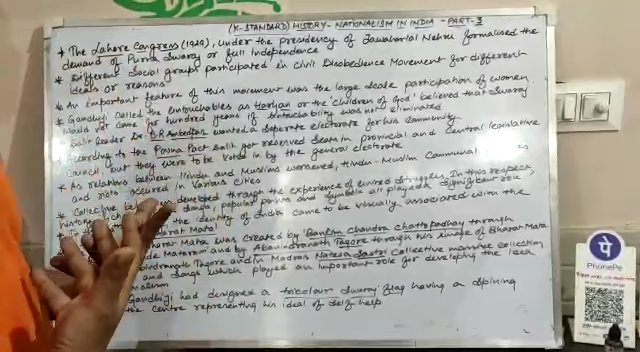 (X-STANDARD) HISTORY - NATIONALISM IN INDIA - PART-3
* The Lahore Congress (1929), under the presidency of Jawaharlal Nehru formalised the
demand of Purna Swaraj or full independence
* Different social groups participated in Civil Disobedience Movement for different
ideals or reasons
* An important feature of this movement was the large scale participation of women
* Gandhiji called the untouchables as Harijan or the 'children of God' believed that Swaraj
would not come for hundred years if untouchability was not eliminated
Dalit leader Dr B.R Ambedkar wanted a separate electorate for his community
According to the Poona Pact Dalit got reserved seats in provincial and central legislative
council, but they were to be voted in by the general electorate
* As relations between Hindu and Muslims worsened, Hindu-Muslim communal
and riots occured in various cities
* Collective developed through the experience of united struggles. In this respect
songs, popular prints and symbols all played a significant role,
the identity of India came to be visually associated with the
Bharat Mata
Bharat Mata was created by Bankim Chandra Chattopadhay through
Mataram and by Abanindranath Tagore through his image of Bharat Mata
Tagore and in Madras Natesa Sastri collective massive collection
and songs which played an important role for developing the idea
Gandhiji had designed a tricolour Swaraj flag having a spining
the centre representing his ideal of self help.
पे
PhonePe